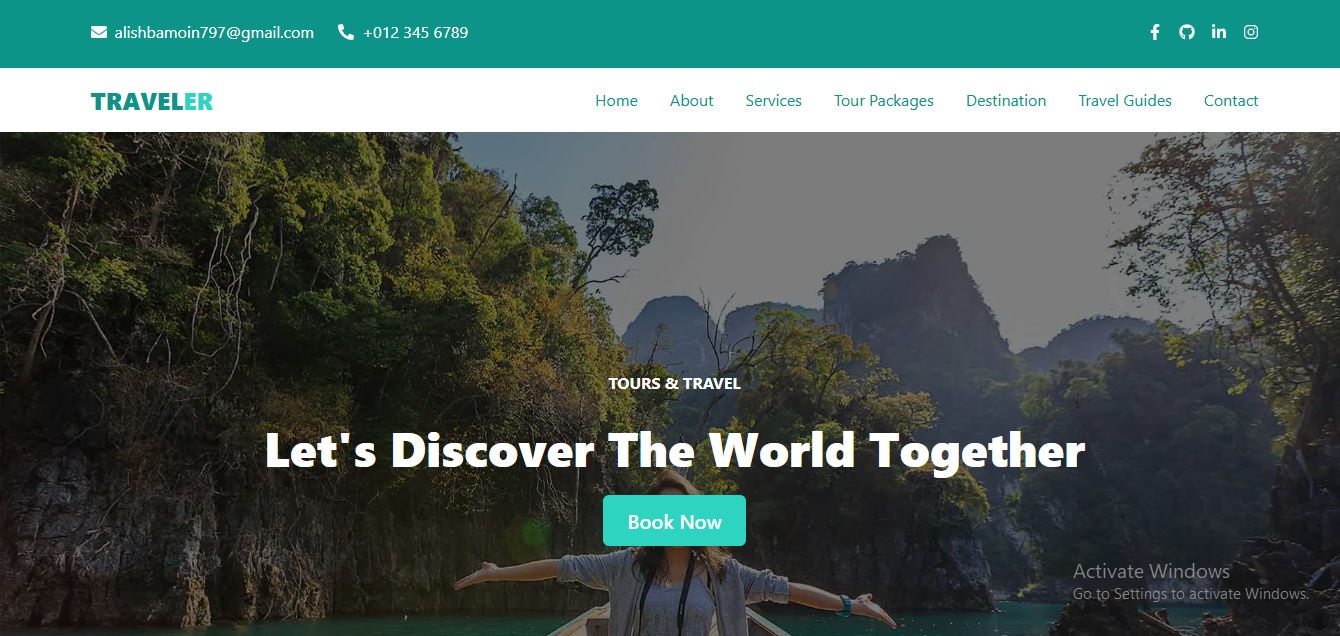 alishbamoin797@gmail.com +012 345 6789
TRAVELER
Home About Services Tour Packages Destination Travel Guides Contact
TOURS & TRAVEL
Let's Discover The World Together
Book Now
Activate Windows
Go to Settings to activate Windows.